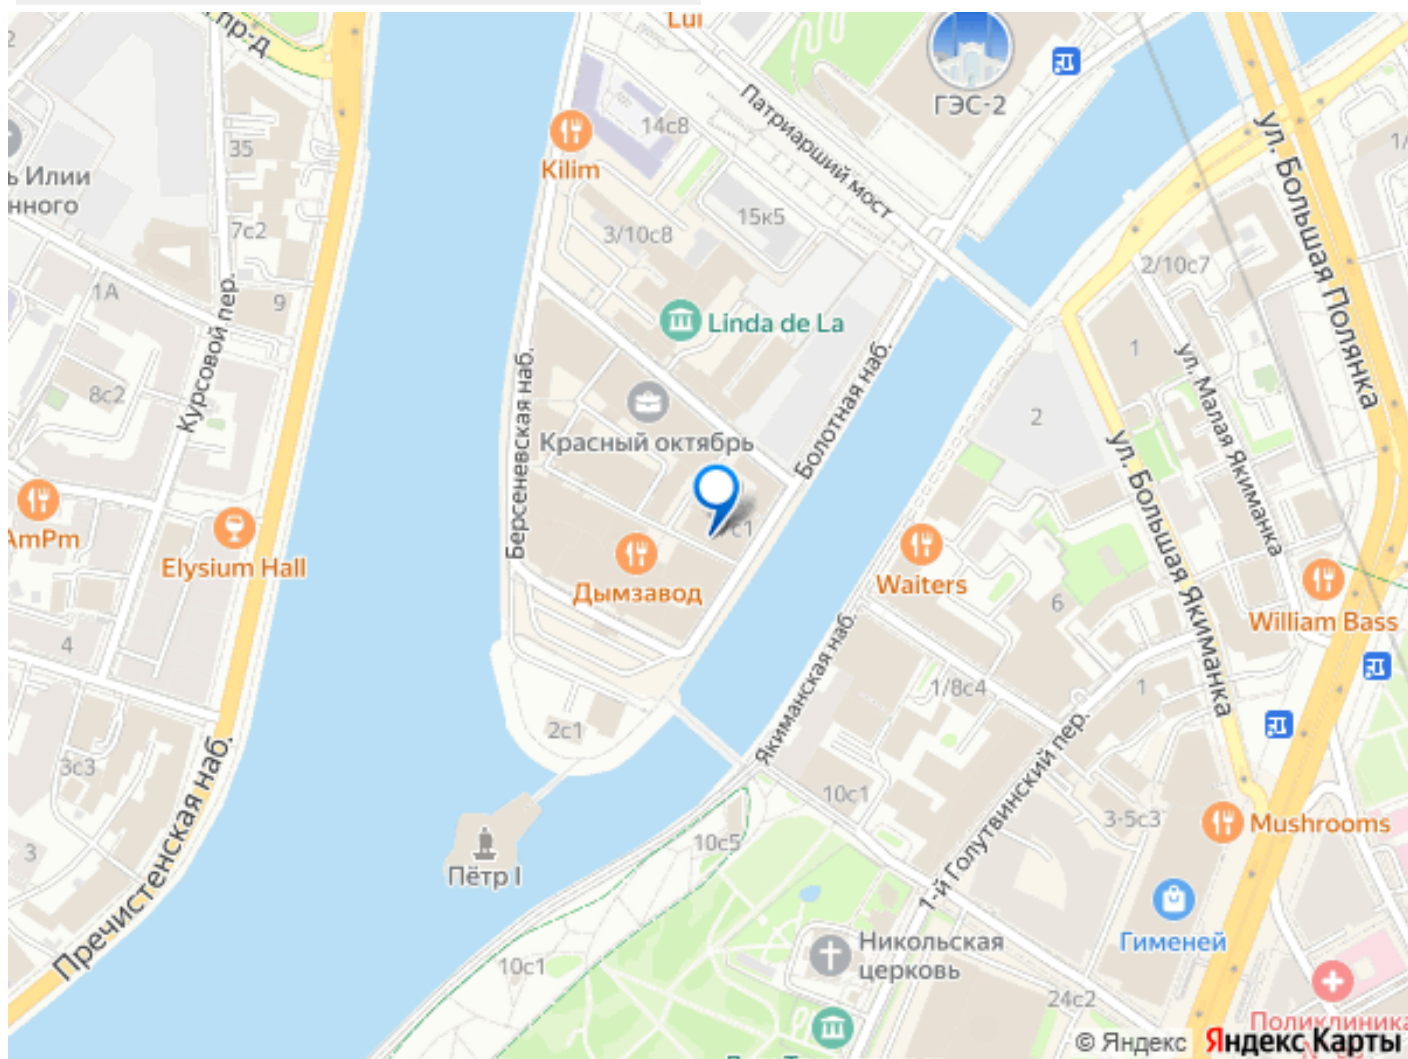 пр-д
Lui
ГЭС-2
14с8
Kilim
Патриарший мост
35
ь Илии
нного
15к5
3/10с8
7с2
ул. Большая Полянка
2/10с7
1А
9
Курсовой пер.
Linda de La
1
ул. Малая Якиманка
Берсеневская наб.
Болотная наб.
8с2
2
Красный октябрь
ул. Большая Якиманка
с1
AmPm
Elysium Hall
Дымзавод
Waiters
William Bass
6
4
Якиманская наб.
1/8с4
1
2с1
3с3
Пречистенская наб.
10с1
1-й Голутвинский пер.
3-5с3
Mushrooms
10с5
3
Пётр I
Гименей
Никольская
церковь
10с1
24с2
Поликлиника
© Яндекс
Яндекс Карты